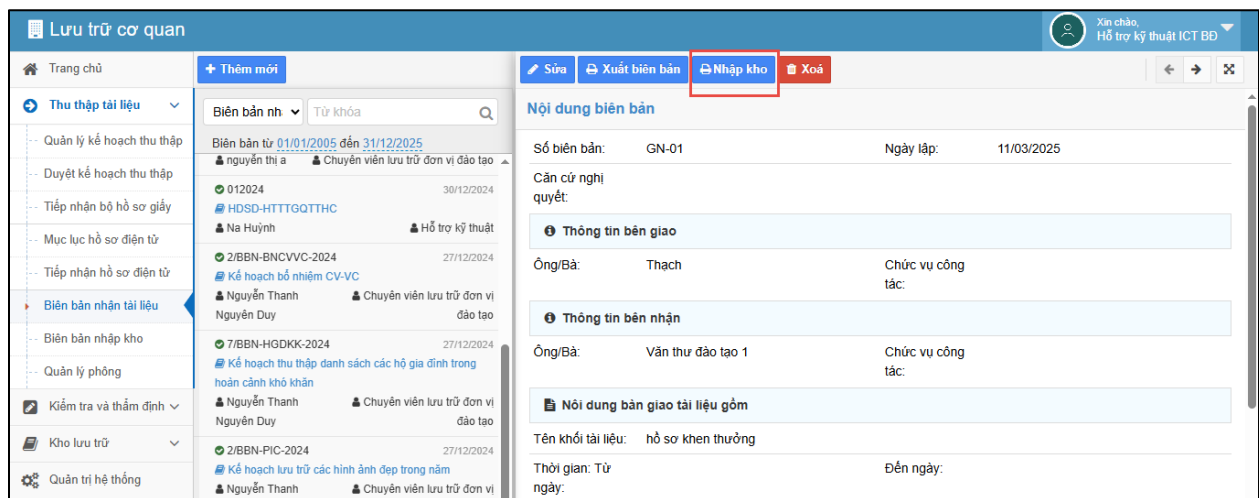 Lưu trữ cơ quan
Xin chào,
Hỗ trợ kỹ thuật ICT BĐ
Trang chủ
Thu thập tài liệu
Quản lý kế hoạch thu thập
Duyệt kế hoạch thu thập
Tiếp nhận bộ hồ sơ giấy
Mục lục hồ sơ điện tử
Tiếp nhận hồ sơ điện tử
Biên bản nhận tài liệu
Biên bản nhập kho
Quản lý phông
Kiểm tra và thẩm định
Kho lưu trữ
Quản trị hệ thống
+ Thêm mới
Biên bản nh
Từ khóa
Biên bản từ 01/01/2005 đến 31/12/2025
nguyễn thị a Chuyên viên lưu trữ đơn vị đào tạo
012024 30/12/2024
HDSD-HTTTGQTTHC
Na Huỳnh Hỗ trợ kỹ thuật
2/BBN-BNCVVC-2024 27/12/2024
Kế hoạch bổ nhiệm CV-VC
Nguyễn Thanh Chuyên viên lưu trữ đơn vị
Nguyên Duy đào tạo
7/BBN-HGDKK-2024 27/12/2024
Kế hoạch thu thập danh sách các hộ gia đình trong
hoàn cảnh khó khăn
Nguyễn Thanh Chuyên viên lưu trữ đơn vị
Nguyên Duy đào tạo
2/BBN-PIC-2024 27/12/2024
Kế hoạch lưu trữ các hình ảnh đẹp trong năm
Nguyễn Thanh Chuyên viên lưu trữ đơn vị
Sửa Xuất biên bản Nhập kho Xoá
Nội dung biên bản
Số biên bản: GN-01 Ngày lập: 11/03/2025
Căn cứ nghị
quyết:
Thông tin bên giao
Ông/Bà: Thạch Chức vụ công
tác:
Thông tin bên nhận
Ông/Bà: Văn thư đào tạo 1 Chức vụ công
tác:
Nội dung bàn giao tài liệu gồm
Tên khối tài liệu: hồ sơ khen thưởng
Thời gian: Từ Đến ngày:
ngày: